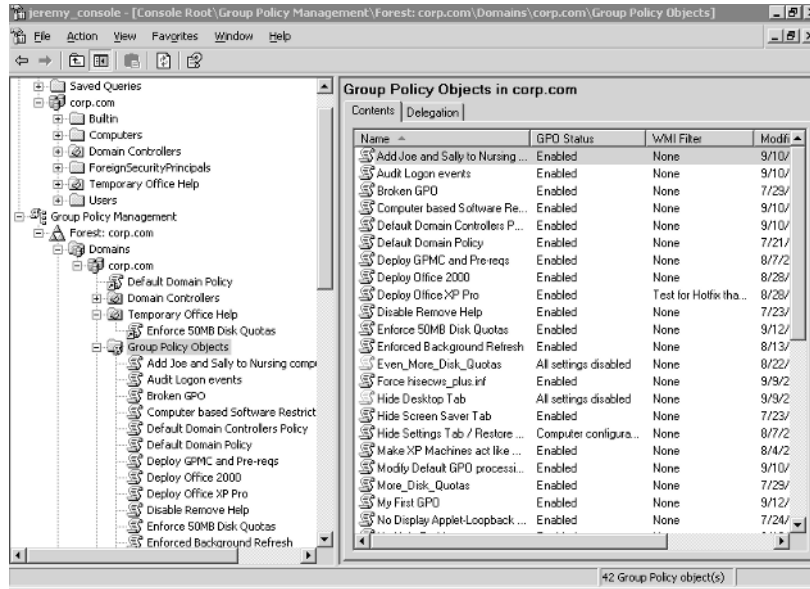 jeremy_console - [Console Root\Group Policy Management\Forest: corp.com\Domains\corp.com\Group Policy Objects]
File Action View Favorites Window Help
Saved Queries
corp.com
Builtin
Computers
Domain Controllers
ForeignSecurityPrincipals
Temporary Office Help
Users
Group Policy Management
Forest: corp.com
Domains
corp.com
Default Domain Policy
Domain Controllers
Temporary Office Help
Enforce 50MB Disk Quotas
Group Policy Objects
Add Joe and Sally to Nursing comp
Audit Logon events
Broken GPO
Computer based Software Restrict
Default Domain Controllers Policy
Default Domain Policy
Deploy GPMC and Pre-reqs
Deploy Office 2000
Deploy Office XP Pro
Disable Remove Help
Enforce 50MB Disk Quotas
Enforced Background Refresh
Group Policy Objects in corp.com
Contents Delegation
Name GPO Status WMI Filter Modifi
Add Joe and Sally to Nursing ... Enabled None 9/10/
Audit Logon events Enabled None 9/10/
Broken GPO Enabled None 7/29/
Computer based Software Re... Enabled None 9/10/
Default Domain Controllers P... Enabled None 9/10/
Default Domain Policy Enabled None 7/21/
Deploy GPMC and Pre-reqs Enabled None 8/7/2
Deploy Office 2000 Enabled None 8/28/
Deploy Office XP Pro Enabled Test for Hotfix tha... 8/28/
Disable Remove Help Enabled None 7/23/
Enforce 50MB Disk Quotas Enabled None 9/12/
Enforced Background Refresh Enabled None 8/13/
Even_More_Disk_Quotas All settings disabled None 8/22/
Force hisecws_plus.inf Enabled None 9/9/2
Hide Desktop Tab All settings disabled None 9/9/2
Hide Screen Saver Tab Enabled None 7/23/
Hide Settings Tab / Restore ... Computer configura... None 8/7/2
Make XP Machines act like ... Enabled None 8/4/2
Modify Default GPO processi... Enabled None 9/10/
More_Disk_Quotas Enabled None 7/29/
My First GPO Enabled None 9/12/
No Display Applet-Loopback ... Enabled None 7/24/
42 Group Policy object(s)